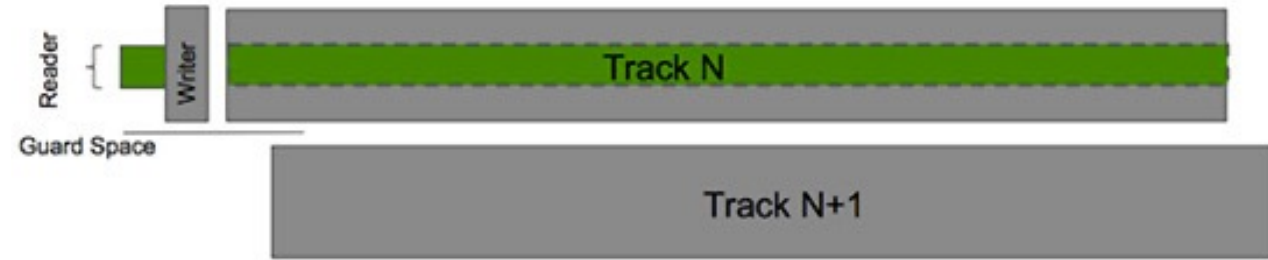 Reader
Writer
Track N
Guard Space
Track N+1